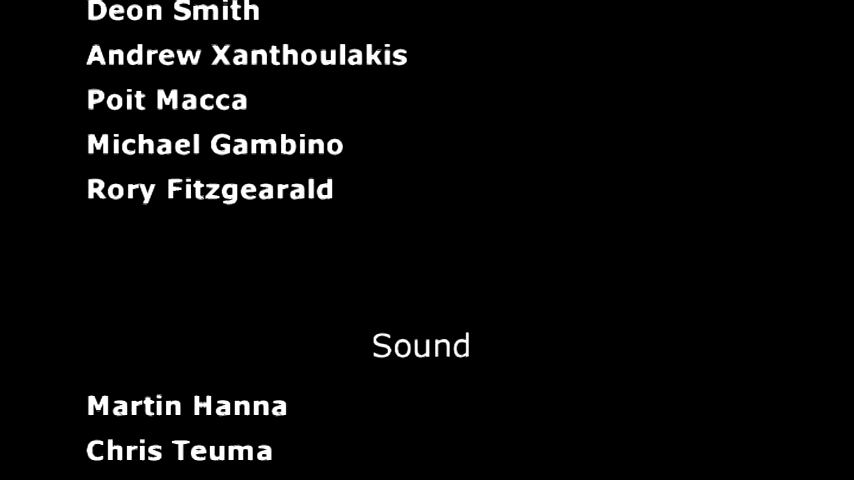 Deon Smith
Andrew Xanthoulakis
Poit Macca
Michael Gambino
Rory Fitzgearald
Sound
Martin Hanna
Chris Teuma